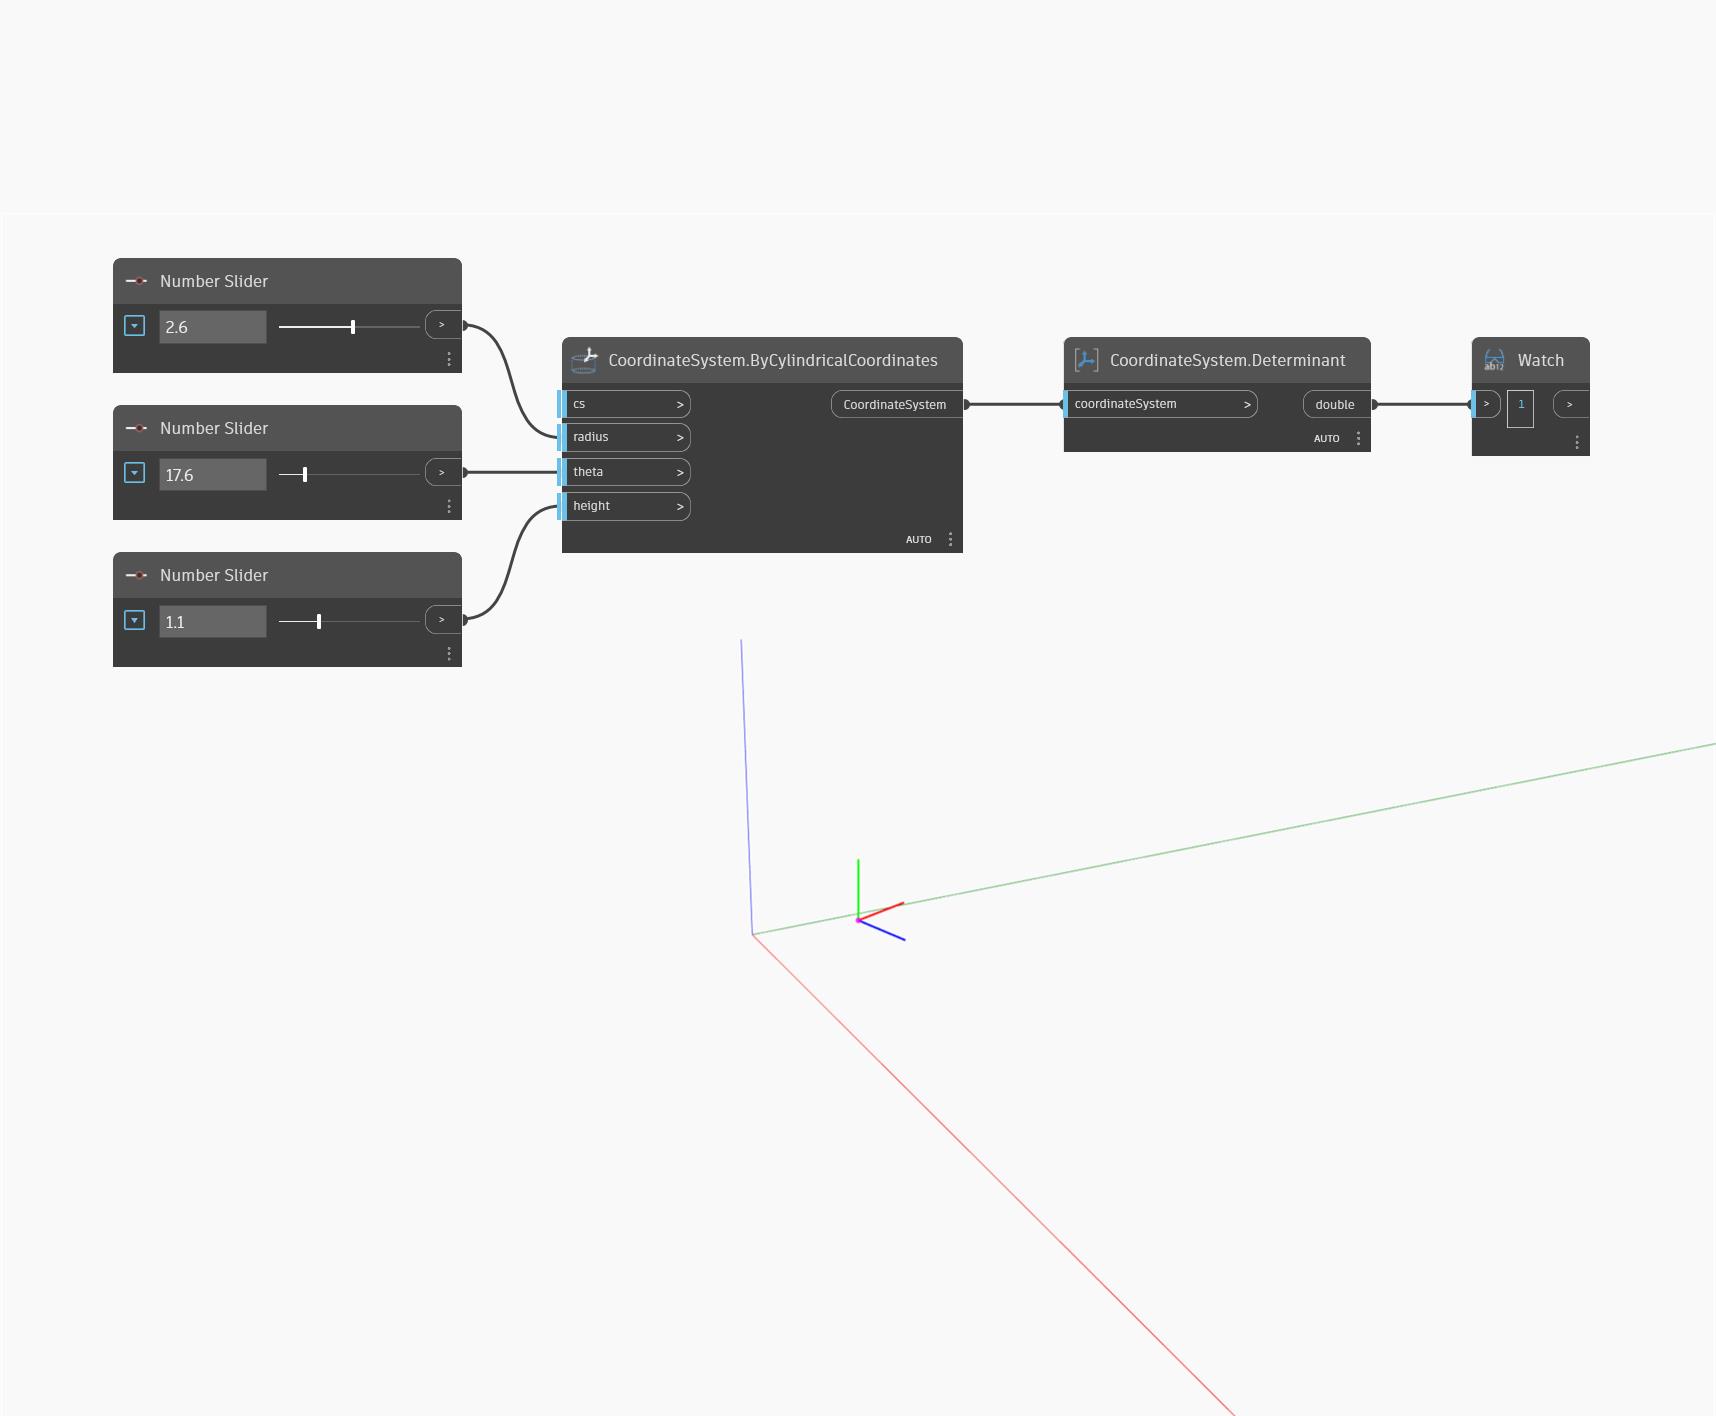 Number Slider
2.6
>
Number Slider
17.6
>
Number Slider
1.1
>
CoordinateSystem.ByCylindricalCoordinates
cs > CoordinateSystem
radius >
theta >
height >
AUTO
CoordinateSystem.Determinant
coordinateSystem > double
AUTO
ab12 Watch
> 1 >